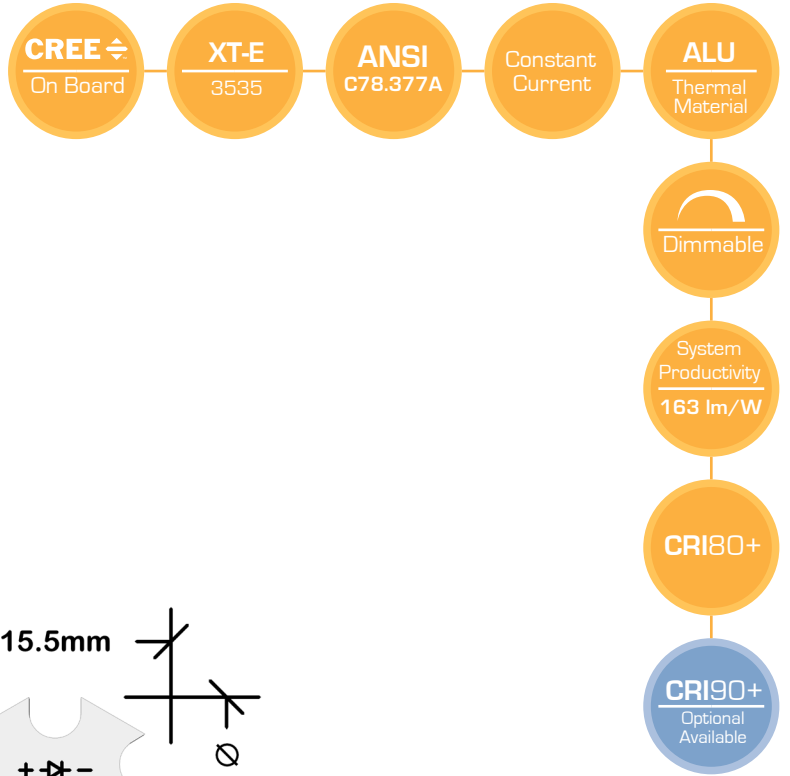 CREE
On Board
XT-E
3535
ANSI
C78.377A
Constant
Current
ALU
Thermal
Material
Dimmable
System
Productivity
163 lm/W
CRI80+
CRI90+
Optional
Available
15.5mm
Ø
+ -